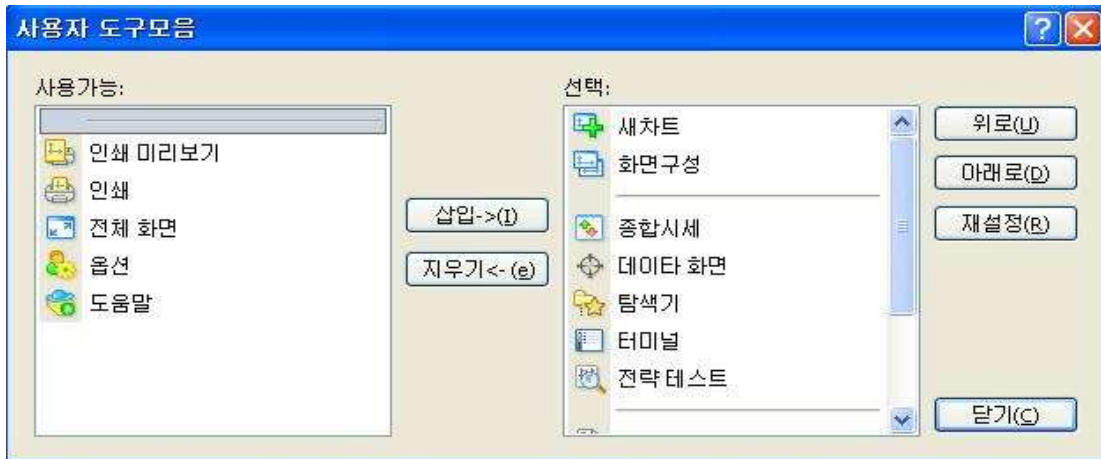 사용자 도구모음
사용가능:
인쇄 미리보기
인쇄
전체 화면
옵션
도움말
삽입->(I)
지우기<-(e)
선택:
새차트
화면구성
종합시세
데이타 화면
탐색기
터미널
전략 테스트
위로(U)
아래로(D)
재설정(R)
닫기(C)